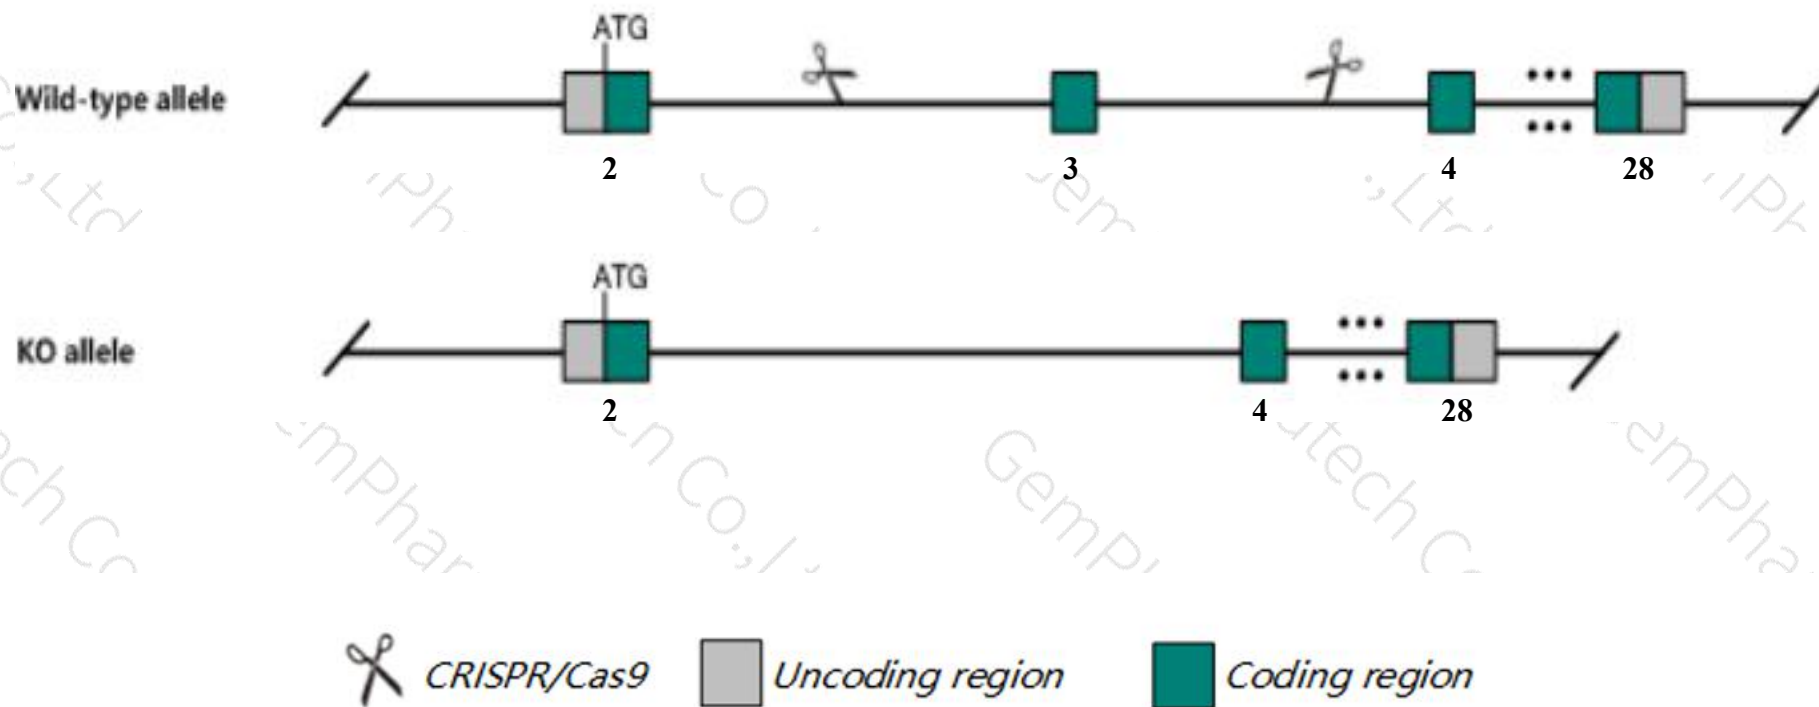 ATG
Wild-type allele
2 3 4 28
ATG
KO allele
2 4 28
CRISPR/Cas9 Uncoding region Coding region
GemPh